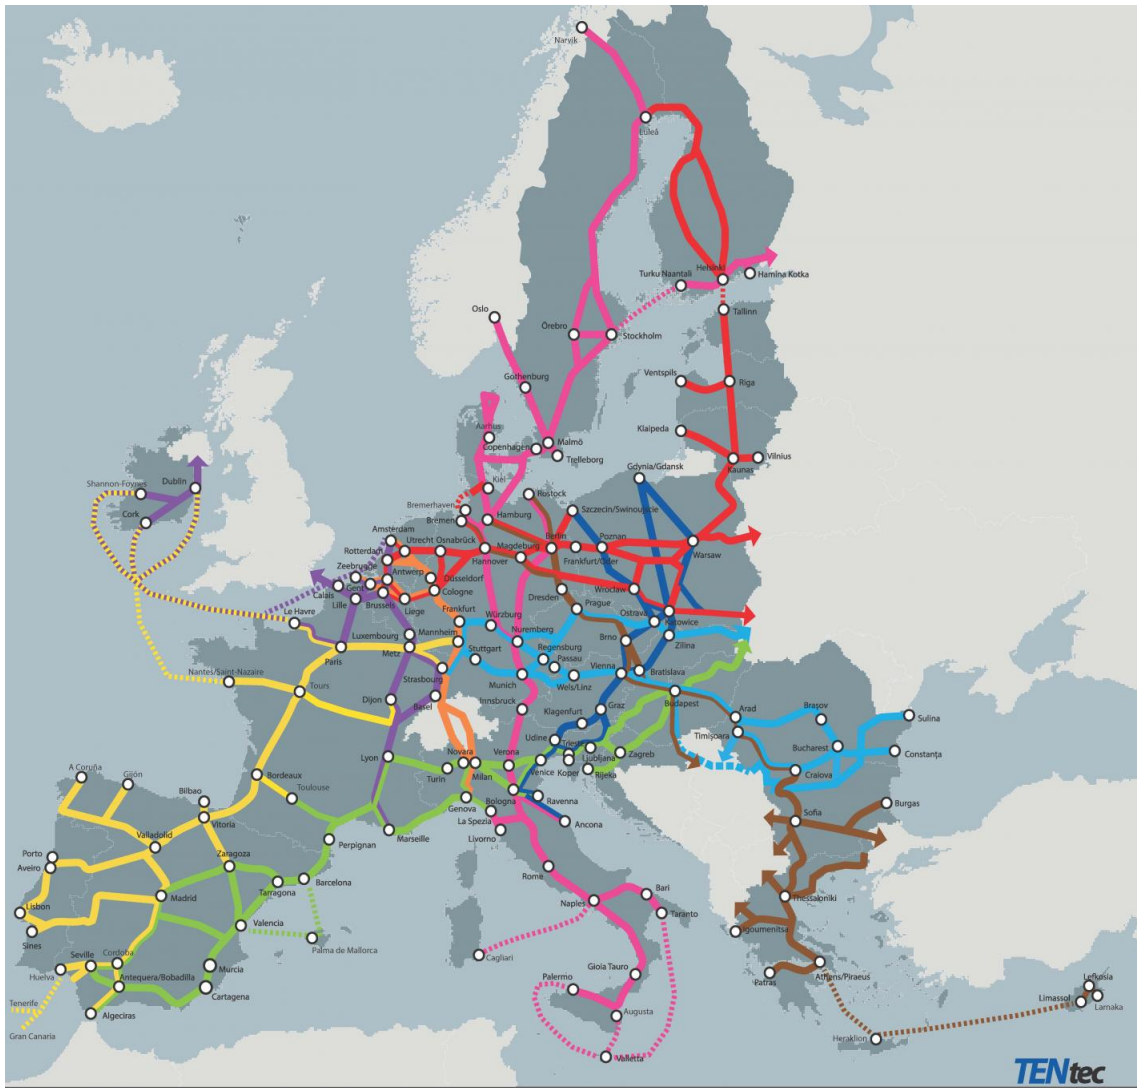 Narvik
Luleå
Helsinki
Turku Naantali
Hamina Kotka
Tallinn
Oslo
Örebro
Stockholm
Ventspils
Riga
Gothenburg
Klaipeda
Aarhus
Copenhagen
Malmö
Trelleborg
Kaunas
Vilnius
Gdynia/Gdansk
Shannon-Foynes
Dublin
Kiel
Rostock
Cork
Bremerhaven
Hamburg
Szczecin/Swinoujscie
Bremen
Amsterdam
Utrecht
Osnabrück
Berlin
Poznan
Rotterdam
Magdeburg
Warsaw
Hannover
Frankfurt/Oder
Zeebrugge
Antwerp
Düsseldorf
Calais
Gent
Cologne
Dresden
Wroclaw
Lille
Brussels
Liege
Prague
Le Havre
Frankfurt
Würzburg
Ostrava
Katowice
Luxembourg
Mannheim
Nuremberg
Brno
Paris
Metz
Stuttgart
Regensburg
Zilina
Passau
Nantes/Saint-Nazaire
Strasbourg
Vienna
Bratislava
Tours
Munich
Wels/Linz
Dijon
Basel
Innsbruck
Graz
Budapest
Arad
Braşov
Sulina
Klagenfurt
Udine
Timişoara
Bucharest
Novara
Verona
Trieste
Ljubljana
Zagreb
Constanţa
Lyon
Turin
Milan
Venice
Koper
Rijeka
Craiova
A Coruña
Gijón
Bordeaux
Toulouse
Bilbao
Genova
Bologna
Ravenna
Burgas
La Spezia
Ancona
Sofia
Vitoria
Marseille
Livorno
Valladolid
Perpignan
Porto
Aveiro
Zaragoza
Rome
Barcelona
Tarragona
Madrid
Bari
Naples
Taranto
Thessaloniki
Lisbon
Sines
Valencia
Igoumenitsa
Palma de Mallorca
Cagliari
Seville
Cordoba
Huelva
Murcia
Gioia Tauro
Athens/Piraeus
Antequera/Bobadilla
Patras
Cartagena
Palermo
Lefkosia
Tenerife
Limassol
Larnaka
Algeciras
Augusta
Gran Canaria
Heraklion
Valletta
TENtec